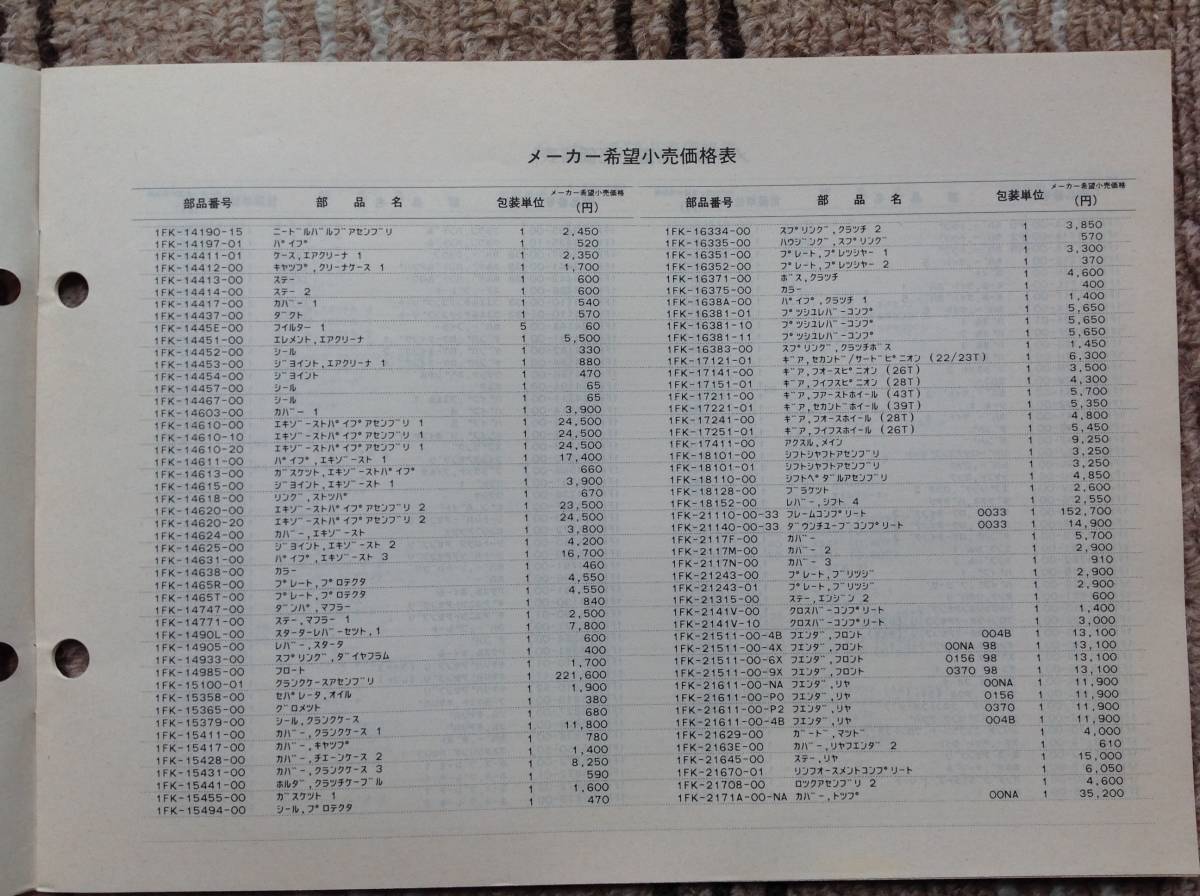 メーカー希望小売価格表
部品番号 部品名 包装単位 メーカー希望小売価格(円)
1FK-14190-15 ニードルバルブアセンブリ 1 2,450
1FK-14197-01 パイプ 1 520
1FK-14411-01 ケース,エアクリーナ 1 1 2,350
1FK-14412-00 キヤツプ,クリーナケース 1 1 1,700
1FK-14413-00 ステー 1 600
1FK-14414-00 ステー 2 1 600
1FK-14417-00 カバー 1 1 540
1FK-14437-00 ダクト 1 570
1FK-1445E-00 フイルター 1 5 60
1FK-14451-00 エレメント,エアクリーナ 1 5,500
1FK-14452-00 シール 1 330
1FK-14453-00 ジヨイント,エアクリーナ 1 1 880
1FK-14454-00 ジヨイント 1 470
1FK-14457-00 シール 1 65
1FK-14467-00 シール 1 65
1FK-14603-00 カバー 1 1 3,900
1FK-14610-00 エキゾーストパイプアセンブリ 1 1 24,500
1FK-14610-10 エキゾーストパイプアセンブリ 1 1 24,500
1FK-14610-20 エキゾーストパイプアセンブリ 1 1 24,500
1FK-14611-00 パイプ,エキゾースト 1 1 17,400
1FK-14613-00 ガスケツト,エキゾーストパイプ 1 660
1FK-14615-00 ジヨイント,エキゾースト 1 1 3,900
1FK-14618-00 リング,ストツパ 1 670
1FK-14620-00 エキゾーストパイプアセンブリ 2 1 23,500
1FK-14620-20 エキゾーストパイプアセンブリ 2 1 24,500
1FK-14624-00 カバー,エキゾースト 1 3,800
1FK-14625-00 ジヨイント,エキゾースト 2 1 4,200
1FK-14631-00 パイプ,エキゾースト 3 1 16,700
1FK-14638-00 カラー 1 460
1FK-1465R-00 プレート,プロテクタ 1 4,550
1FK-1465T-00 プレート,プロテクタ 1 4,550
1FK-14747-00 ダンパ,マフラー 1 840
1FK-14771-00 ステー,マフラー 1 1 2,500
1FK-1490L-00 スターターレバーセツト,1 1 7,800
1FK-14905-00 レバー,スタータ 1 600
1FK-14933-00 スプリング,ダイヤフラム 1 400
1FK-14985-00 フロート 1 1,700
1FK-15100-01 クランクケースアセンブリ 1 221,600
1FK-15358-00 セパレータ,オイル 1 1,900
1FK-15365-00 グロメツト 1 380
1FK-15379-00 シール,クランクケース 1 680
1FK-15411-00 カバー,クランクケース 1 1 11,800
1FK-15417-00 カバー,キヤツプ 1 780
1FK-15428-00 カバー,チエーンケース 2 1 1,400
1FK-15431-00 カバー,クランクケース 3 1 8,250
1FK-15441-00 ホルダ,クラツチケーブル 1 590
1FK-15455-00 ガスケツト 1 1 1,600
1FK-15494-00 シール,プロテクタ 1 470
部品番号 部品名 包装単位 メーカー希望小売価格(円)
1FK-16334-00 スプリング,クラツチ 2 1 3,850
1FK-16335-00 ハウジング,スプリング 1 570
1FK-16351-00 プレート,プレツシヤー 1 1 3,300
1FK-16352-00 プレート,プレツシヤー 2 1 370
1FK-16371-00 ボス,クラツチ 1 4,600
1FK-16375-00 カラー 1 400
1FK-1638A-00 パイプ,クラツチ 1 1 1,400
1FK-16381-01 プツシユレバーコンプ 1 5,650
1FK-16381-10 プツシユレバーコンプ 1 5,650
1FK-16381-11 プツシユレバーコンプ 1 5,650
1FK-16383-00 スプリング,クラツチボス 1 1,450
1FK-17121-01 ギア,セカンド/サードピニオン (22/23T) 1 6,300
1FK-17141-00 ギア,フオースピニオン (26T) 1 3,500
1FK-17151-01 ギア,フイフスピニオン (28T) 1 4,300
1FK-17211-00 ギア,フアーストホイール (43T) 1 5,700
1FK-17221-01 ギア,セカンドホイール (39T) 1 5,350
1FK-17241-00 ギア,フオースホイール (28T) 1 4,800
1FK-17251-01 ギア,フイフスホイール (26T) 1 5,450
1FK-17411-00 アクスル,メイン 1 9,250
1FK-18101-00 シフトシヤフトアセンブリ 1 3,250
1FK-18101-01 シフトシヤフトアセンブリ 1 3,250
1FK-18110-00 シフトペダルアセンブリ 1 4,850
1FK-18128-00 ブラケツト 1 2,600
1FK-18152-00 レバー,シフト 4 1 2,550
1FK-21110-00-33 フレームコンプリート 0033 1 152,700
1FK-21140-00-33 ダウンチユーブコンプリート 0033 1 14,900
1FK-2117F-00 カバー 1 5,700
1FK-2117M-00 カバー 2 1 2,900
1FK-2117N-00 カバー 3 1 910
1FK-21243-00 プレート,ブリツジ 1 2,900
1FK-21243-01 プレート,ブリツジ 1 2,900
1FK-21315-00 ステー,エンジン 2 1 600
1FK-2141V-00 クロスバーコンプリート 1 1,400
1FK-2141V-10 クロスバーコンプリート 1 3,000
1FK-21511-00-4B フエンダ,フロント 004B 1 13,100
1FK-21511-00-4X フエンダ,フロント 00NA 98 1 13,100
1FK-21511-00-6X フエンダ,フロント 0156 98 1 13,100
1FK-21511-00-9X フエンダ,フロント 0370 98 1 13,100
1FK-21611-00-NA フエンダ,リヤ 00NA 1 11,900
1FK-21611-00-P0 フエンダ,リヤ 0156 1 11,900
1FK-21611-00-P2 フエンダ,リヤ 0370 1 11,900
1FK-21611-00-4B フエンダ,リヤ 004B 1 11,900
1FK-21629-00 ガード,マツド 1 4,000
1FK-2163E-00 カバー,リヤフエンダ 2 1 610
1FK-21645-00 ステー,リヤ 1 15,000
1FK-21670-01 リンフオースメントコンプリート 1 6,050
1FK-21708-00 ロツクアセンブリ 2 1 4,600
1FK-2171A-00-NA カバー,トツプ 00NA 1 35,200